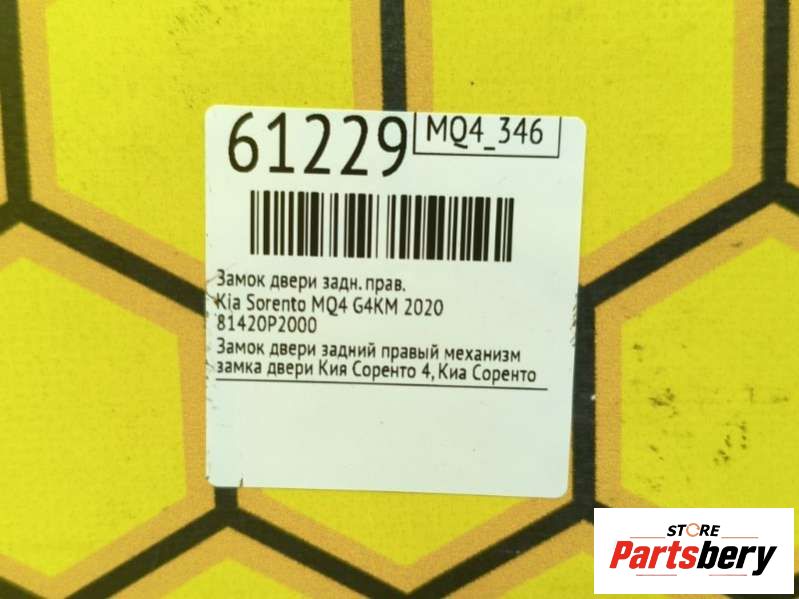 61229
MQ4_346
Замок двери задн. прав.
Kia Sorento MQ4 G4KM 2020
81420P2000
Замок двери задний правый механизм
замка двери Кия Соренто 4, Киа Соренто
STORE
Partsbery